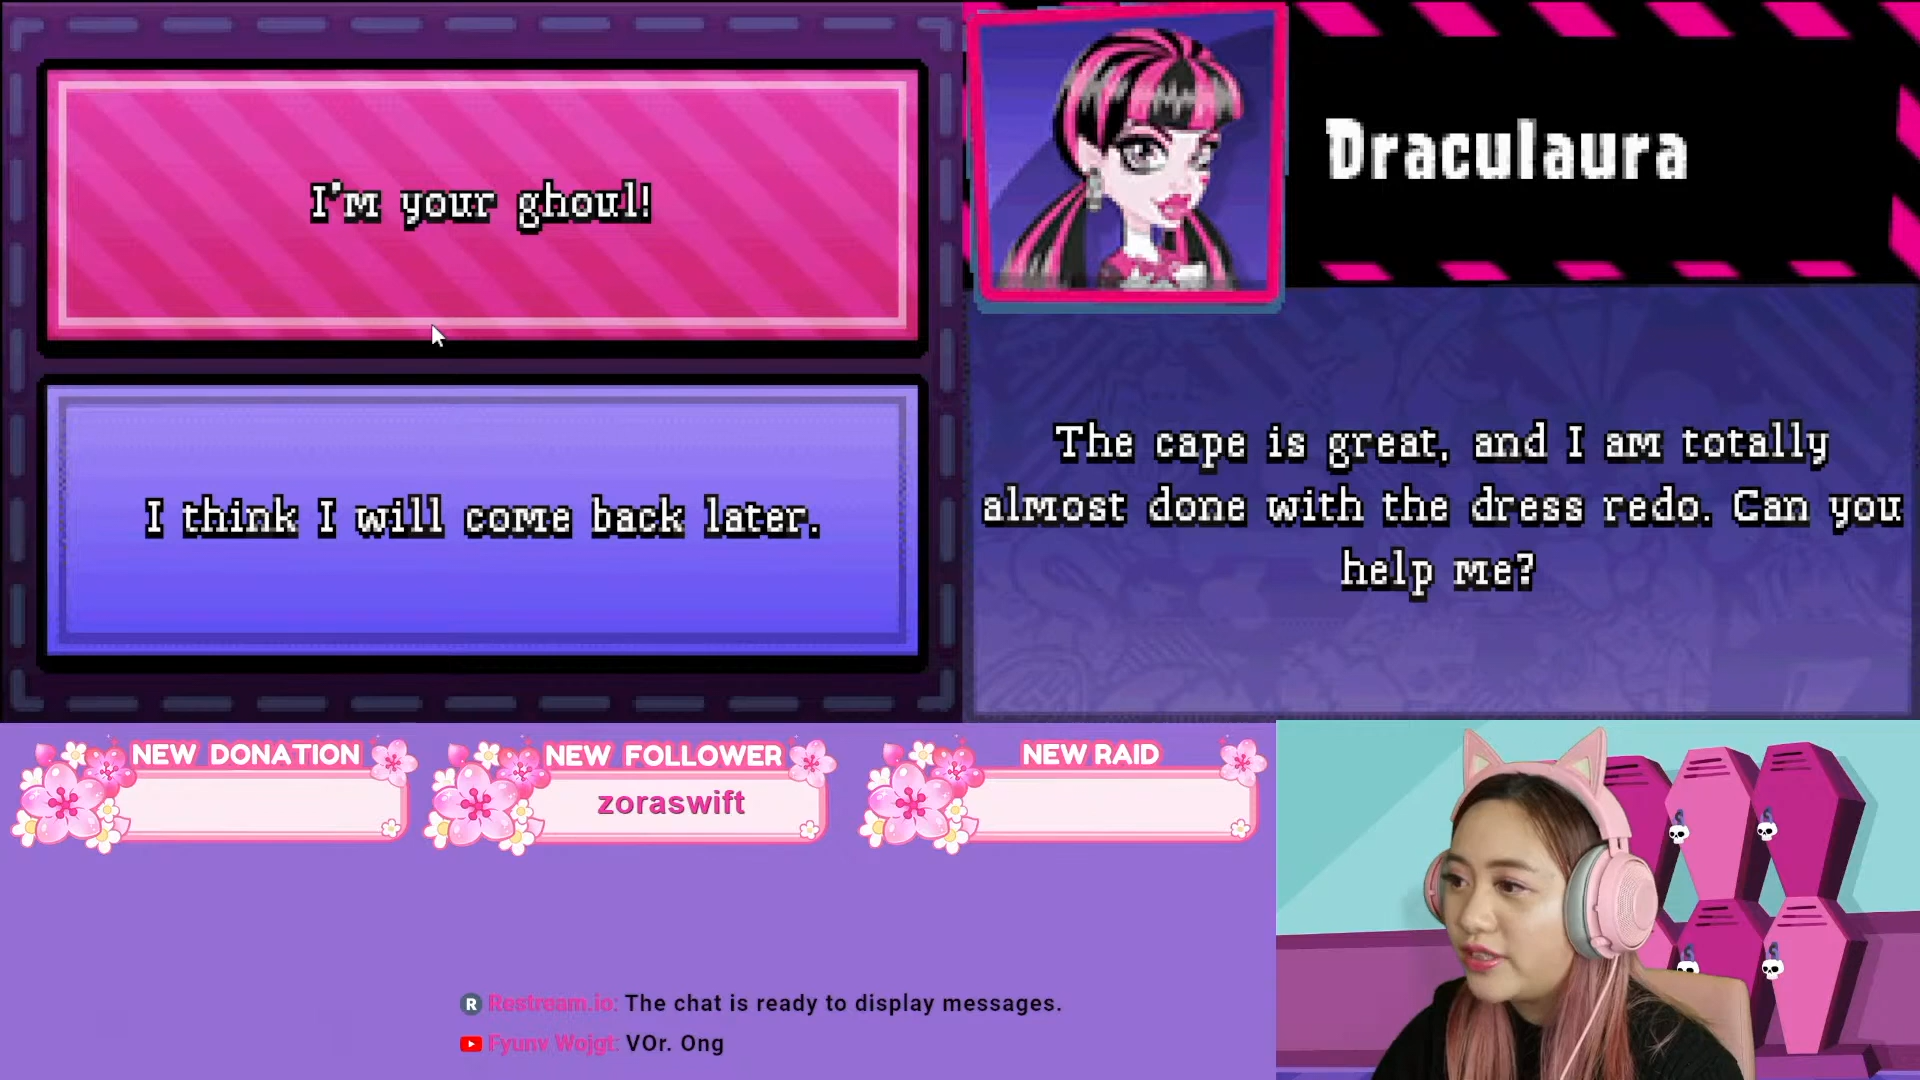 I'm your ghoul!
I think I will come back later.
Draculaura
The cape is great, and I am totally
almost done with the dress redo. Can you
help me?
NEW DONATION
NEW FOLLOWER
zoraswift
NEW RAID
R Restream.io: The chat is ready to display messages.
Fyunv Wojgt: VOr. Ong